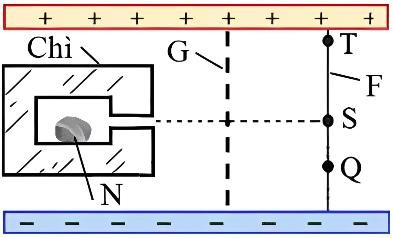 + + + + + + + + +
Chì
G
T
F
S
Q
N
- - - - - - - - -